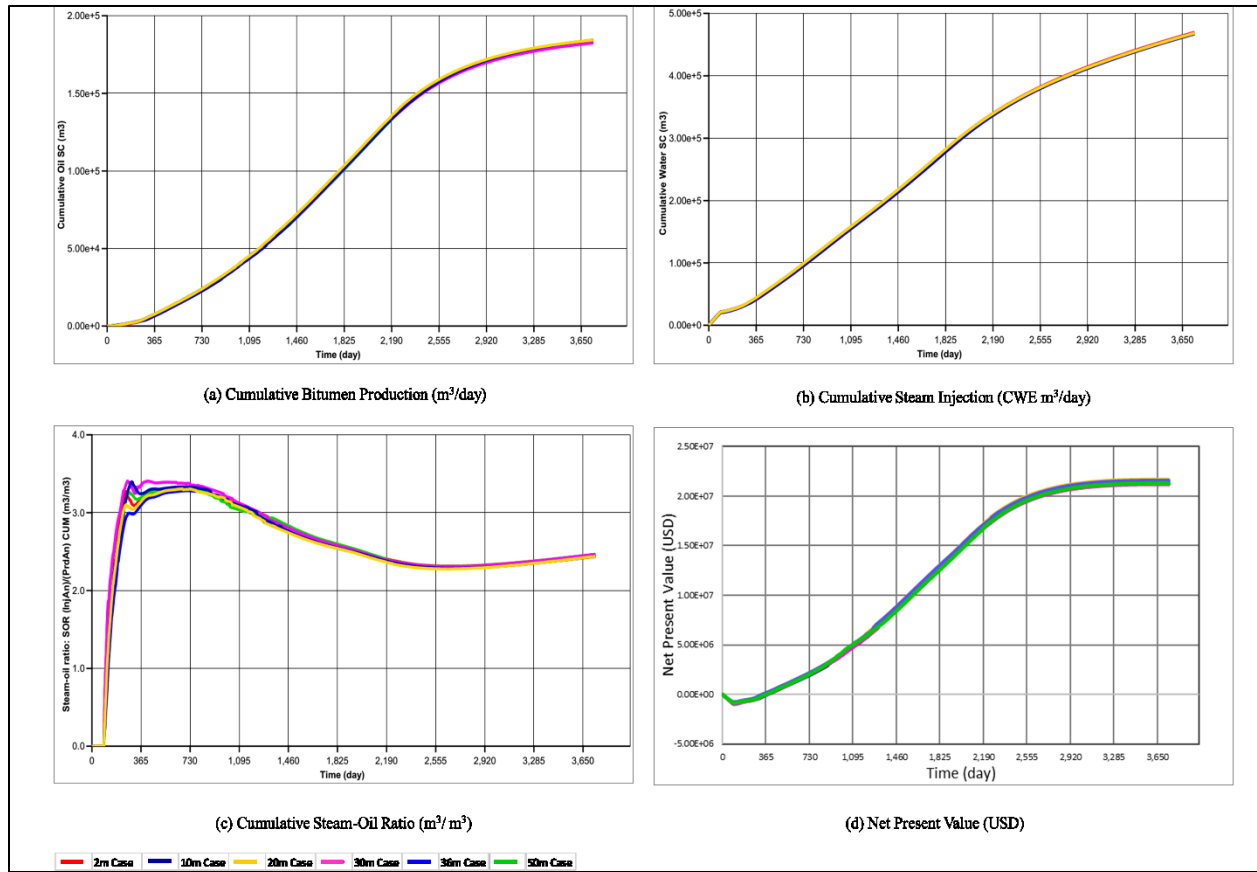 2.00e+5
1.50e+5
1.00e+5
5.00e+4
0.00e+0
Cumulative Oil SC (m3)
0 365 730 1,095 1,460 1,825 2,190 2,555 2,920 3,285 3,650
Time (day)
(a) Cumulative Bitumen Production (m³/day)
5.00e+5
4.00e+5
3.00e+5
2.00e+5
1.00e+5
0.00e+0
Cumulative Water SC (m3)
0 365 730 1,095 1,460 1,825 2,190 2,555 2,920 3,285 3,650
Time (day)
(b) Cumulative Steam Injection (CWE m³/day)
4.0
3.0
2.0
1.0
0.0
Steam-oil ratio: SOR (InjAn)/(PrdAn) CUM (m3/m3)
0 365 730 1,095 1,460 1,825 2,190 2,555 2,920 3,285 3,650
Time (day)
(c) Cumulative Steam-Oil Ratio (m³/ m³)
2.50E+07
2.00E+07
1.50E+07
1.00E+07
5.00E+06
0.00E+00
-5.00E+06
Net Present Value (USD)
0 365 730 1,095 1,460 1,825 2,190 2,555 2,920 3,285 3,650
Time (day)
(d) Net Present Value (USD)
2m Case 10m Case 20m Case 30m Case 36m Case 50m Case